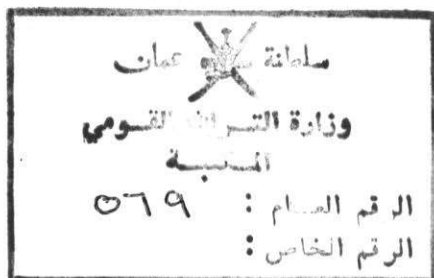 سلطنة عمان
وزارة التراث القومي
المكتبة
الرقم العام : ٥٦٩
الرقم الخاص :